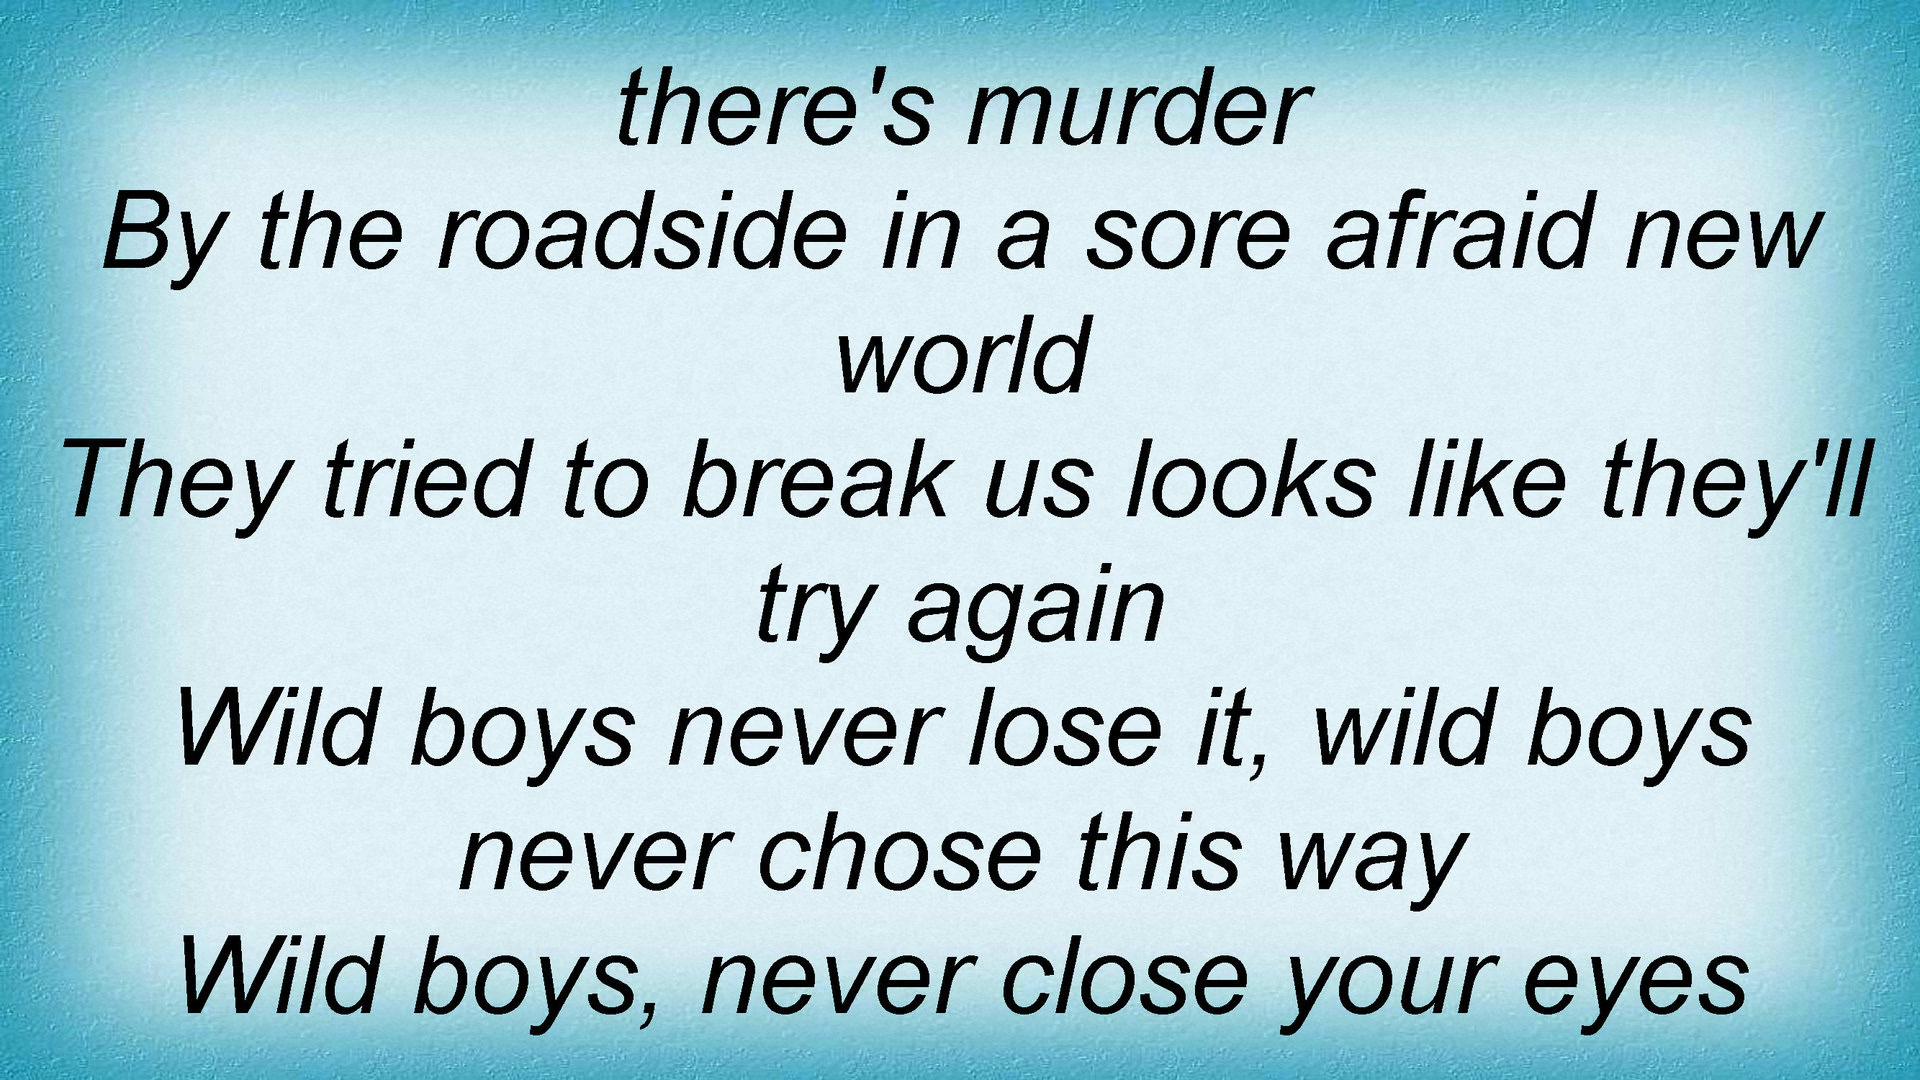 there's murder
By the roadside in a sore afraid new
world
They tried to break us looks like they'll
try again
Wild boys never lose it, wild boys
never chose this way
Wild boys, never close your eyes